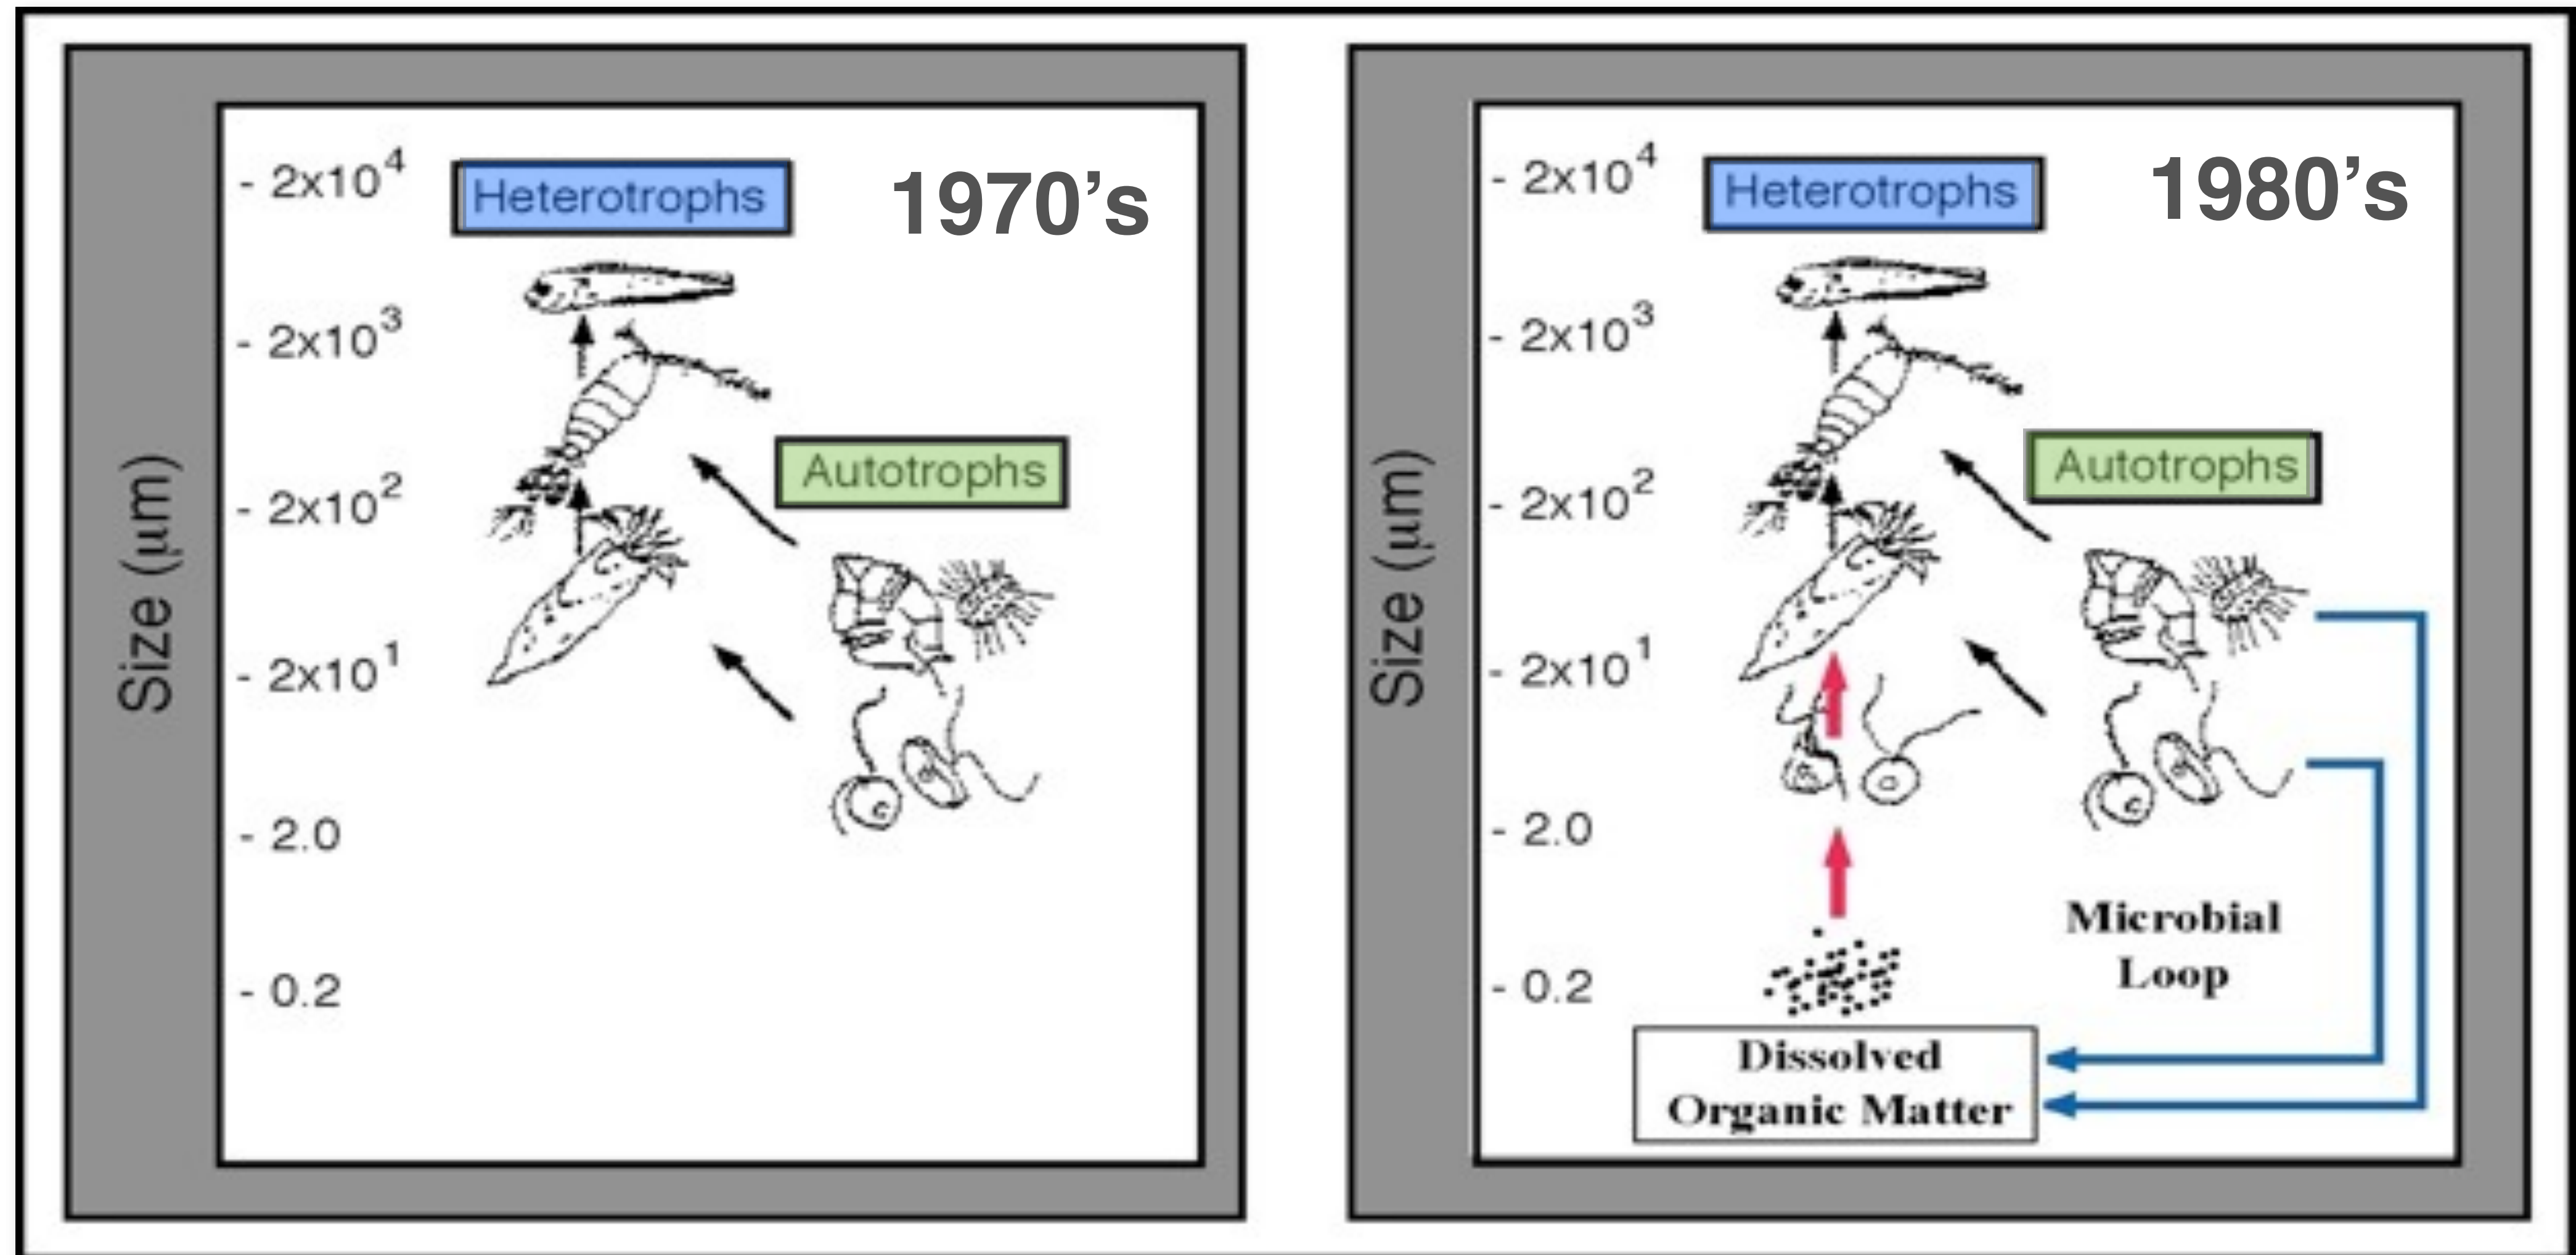 Heterotrophs
1970’s
- 2x10⁴
- 2x10³
Autotrophs
- 2x10²
- 2x10¹
- 2.0
- 0.2
Size (μm)
Heterotrophs
1980’s
- 2x10⁴
- 2x10³
Autotrophs
- 2x10²
- 2x10¹
- 2.0
- 0.2
Size (μm)
Microbial
Loop
Dissolved
Organic Matter